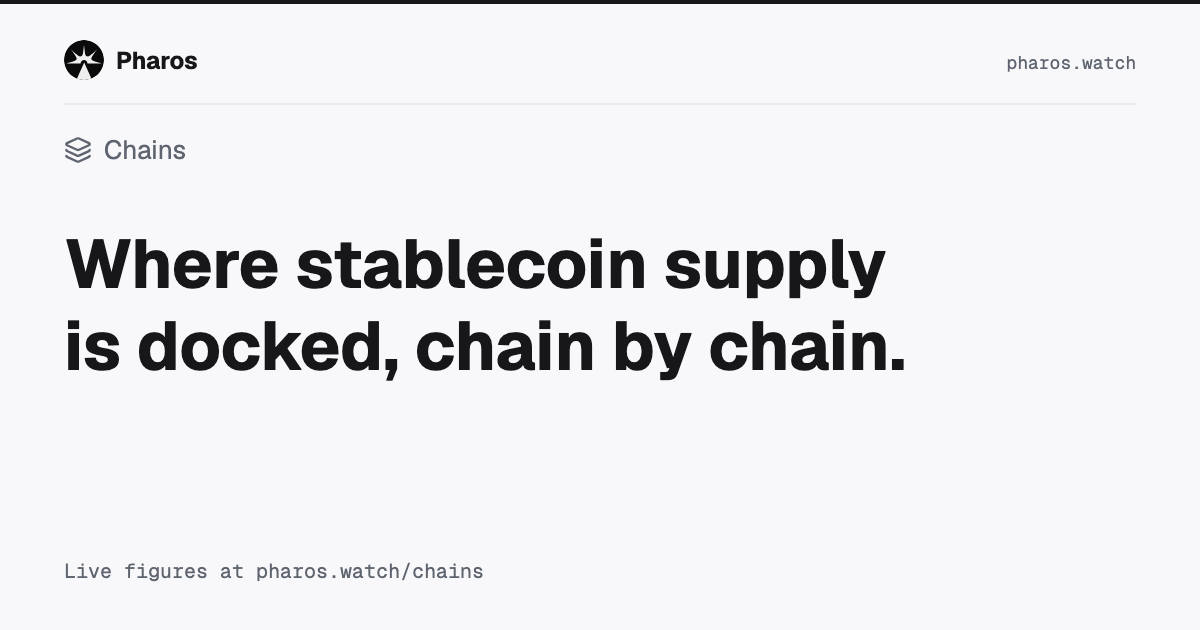 Pharos
pharos.watch
Chains
Where stablecoin supply
is docked, chain by chain.
Live figures at pharos.watch/chains